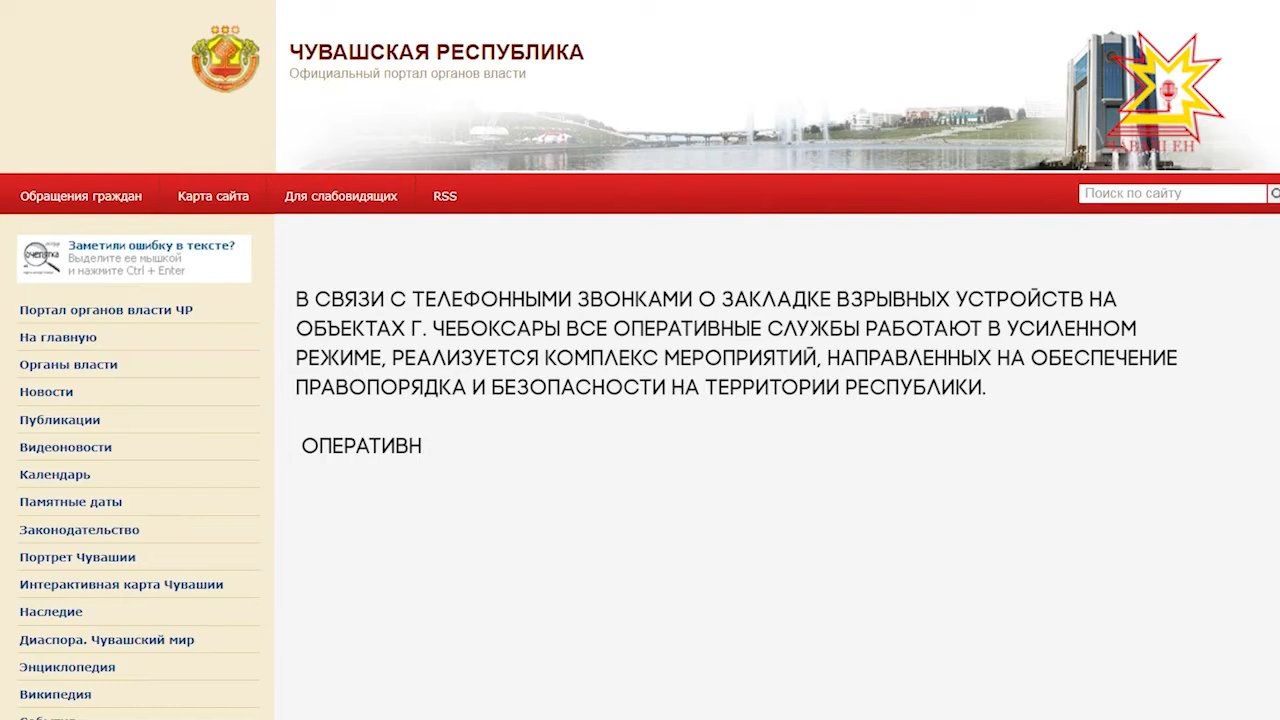 ЧУВАШСКАЯ РЕСПУБЛИКА
Официальный портал органов власти
ЧĂВАШ ЕН
Обращения граждан
Карта сайта
Для слабовидящих
RSS
Поиск по сайту
очепятка
Заметили ошибку в тексте?
Выделите ее мышкой
и нажмите Ctrl + Enter
Портал органов власти ЧР
На главную
Органы власти
Новости
Публикации
Видеоновости
Календарь
Памятные даты
Законодательство
Портрет Чувашии
Интерактивная карта Чувашии
Наследие
Диаспора. Чувашский мир
Энциклопедия
Википедия
В СВЯЗИ С ТЕЛЕФОННЫМИ ЗВОНКАМИ О ЗАКЛАДКЕ ВЗРЫВНЫХ УСТРОЙСТВ НА
ОБЪЕКТАХ Г. ЧЕБОКСАРЫ ВСЕ ОПЕРАТИВНЫЕ СЛУЖБЫ РАБОТАЮТ В УСИЛЕННОМ
РЕЖИМЕ, РЕАЛИЗУЕТСЯ КОМПЛЕКС МЕРОПРИЯТИЙ, НАПРАВЛЕННЫХ НА ОБЕСПЕЧЕНИЕ
ПРАВОПОРЯДКА И БЕЗОПАСНОСТИ НА ТЕРРИТОРИИ РЕСПУБЛИКИ.
ОПЕРАТИВН